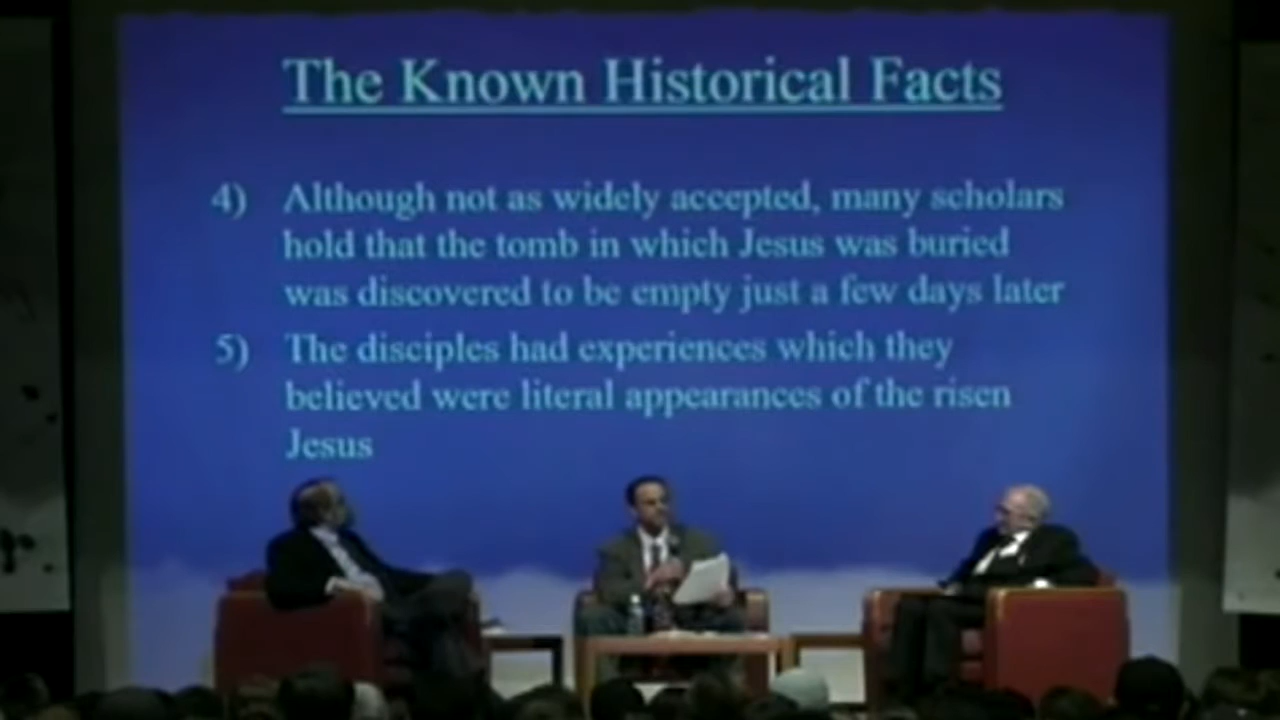 The Known Historical Facts
4) Although not as widely accepted, many scholars
hold that the tomb in which Jesus was buried
was discovered to be empty just a few days later
5) The disciples had experiences which they
believed were literal appearances of the risen
Jesus